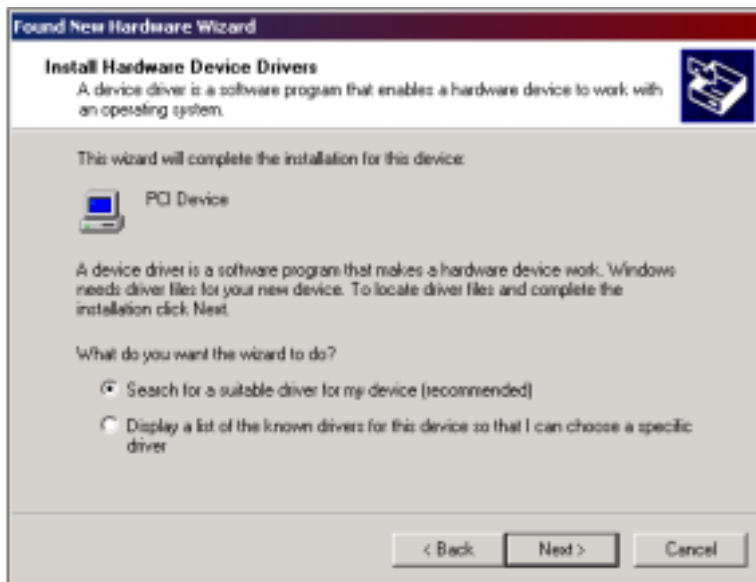 Found New Hardware Wizard
Install Hardware Device Drivers
A device driver is a software program that enables a hardware device to work with
an operating system.
This wizard will complete the installation for this device:
PCI Device
A device driver is a software program that makes a hardware device work. Windows
needs driver files for your new device. To locate driver files and complete the
installation click Next.
What do you want the wizard to do?
Search for a suitable driver for my device (recommended)
Display a list of the known drivers for this device so that I can choose a specific
driver
< Back
Next >
Cancel